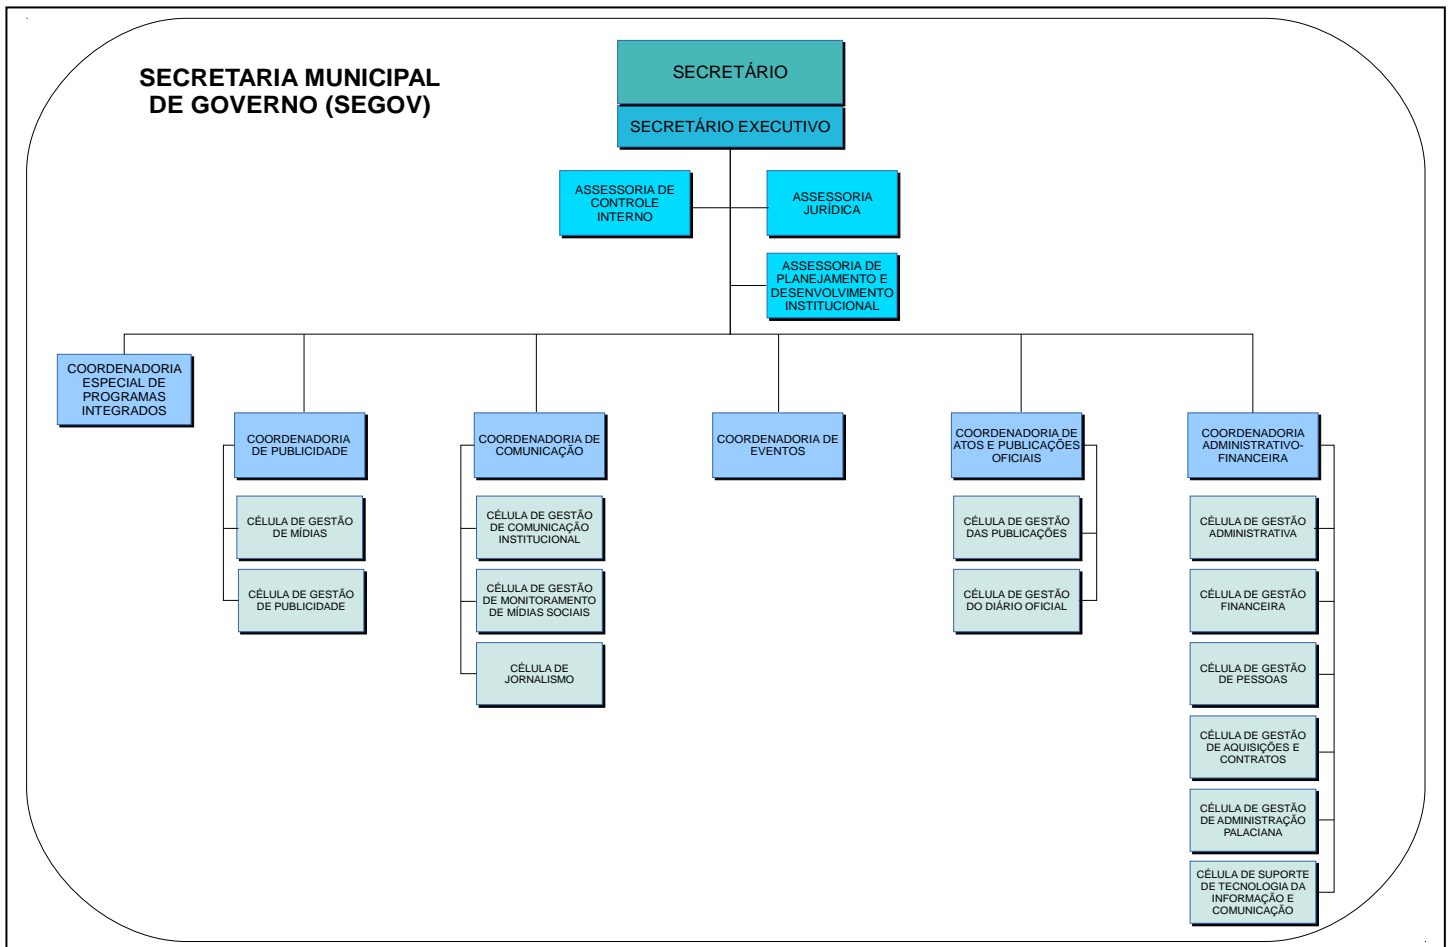 SECRETARIA MUNICIPAL
DE GOVERNO (SEGOV)
SECRETÁRIO
SECRETÁRIO EXECUTIVO
ASSESSORIA DE
CONTROLE
INTERNO
ASSESSORIA
JURÍDICA
ASSESSORIA DE
PLANEJAMENTO E
DESENVOLVIMENTO
INSTITUCIONAL
COORDENADORIA
ESPECIAL DE
PROGRAMAS
INTEGRADOS
COORDENADORIA
DE PUBLICIDADE
CÉLULA DE GESTÃO
DE MÍDIAS
CÉLULA DE GESTÃO
DE PUBLICIDADE
COORDENADORIA DE
COMUNICAÇÃO
CÉLULA DE GESTÃO
DE COMUNICAÇÃO
INSTITUCIONAL
CÉLULA DE GESTÃO
DE MONITORAMENTO
DE MÍDIAS SOCIAIS
CÉLULA DE
JORNALISMO
COORDENADORIA DE
EVENTOS
COORDENADORIA DE
ATOS E PUBLICAÇÕES
OFICIAIS
CÉLULA DE GESTÃO
DAS PUBLICAÇÕES
CÉLULA DE GESTÃO
DO DIÁRIO OFICIAL
COORDENADORIA
ADMINISTRATIVO-
FINANCEIRA
CÉLULA DE GESTÃO
ADMINISTRATIVA
CÉLULA DE GESTÃO
FINANCEIRA
CÉLULA DE GESTÃO
DE PESSOAS
CÉLULA DE GESTÃO
DE AQUISIÇÕES E
CONTRATOS
CÉLULA DE GESTÃO
DE ADMINISTRAÇÃO
PALACIANA
CÉLULA DE SUPORTE
DE TECNOLOGIA DA
INFORMAÇÃO E
COMUNICAÇÃO